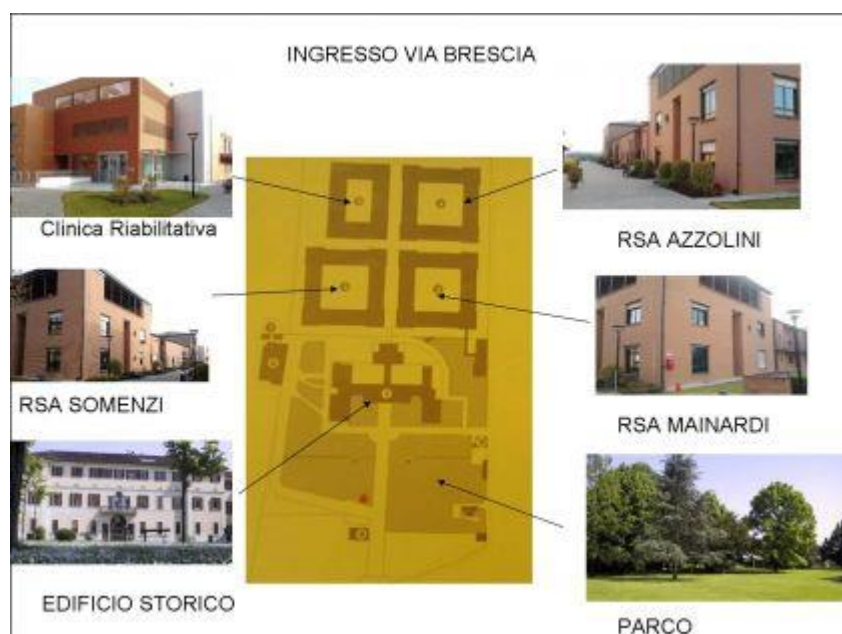 INGRESSO VIA BRESCIA
Clinica Riabilitativa
RSA AZZOLINI
RSA SOMENZI
RSA MAINARDI
EDIFICIO STORICO
PARCO